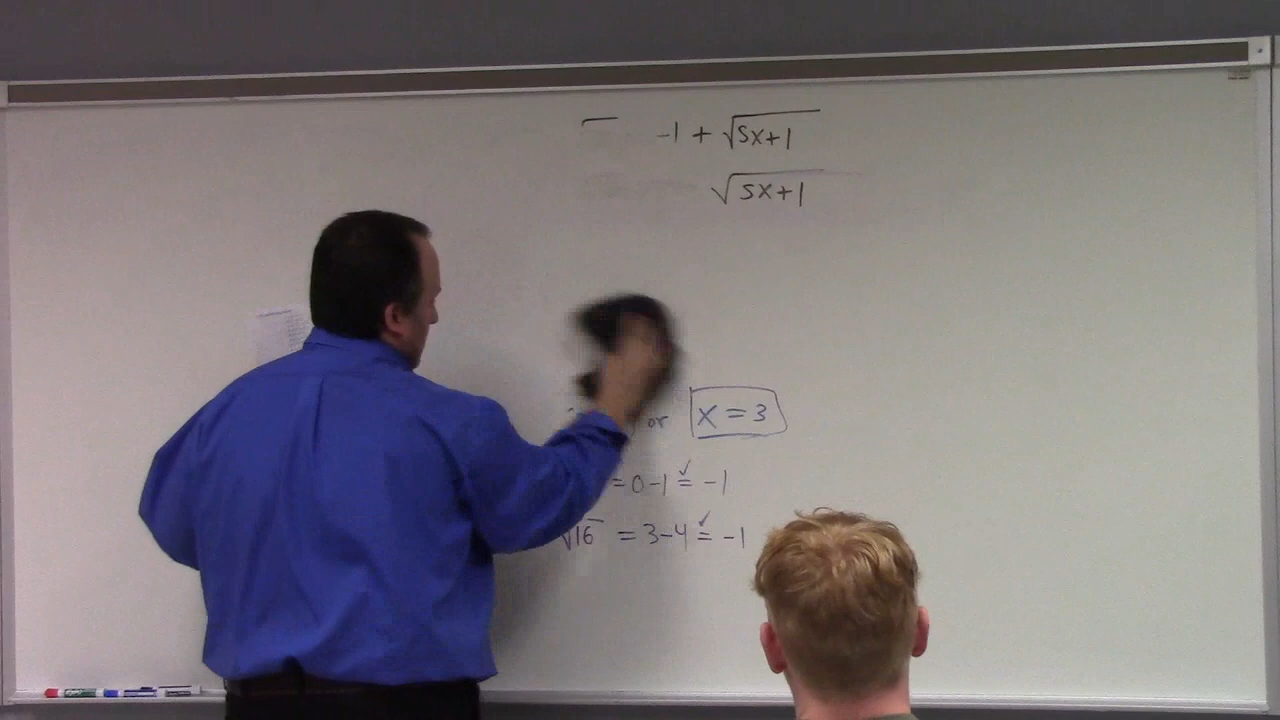 -1 + √5x+1
√5x+1
or x = 3
= 0-1 = -1
√16 = 3-4 = -1